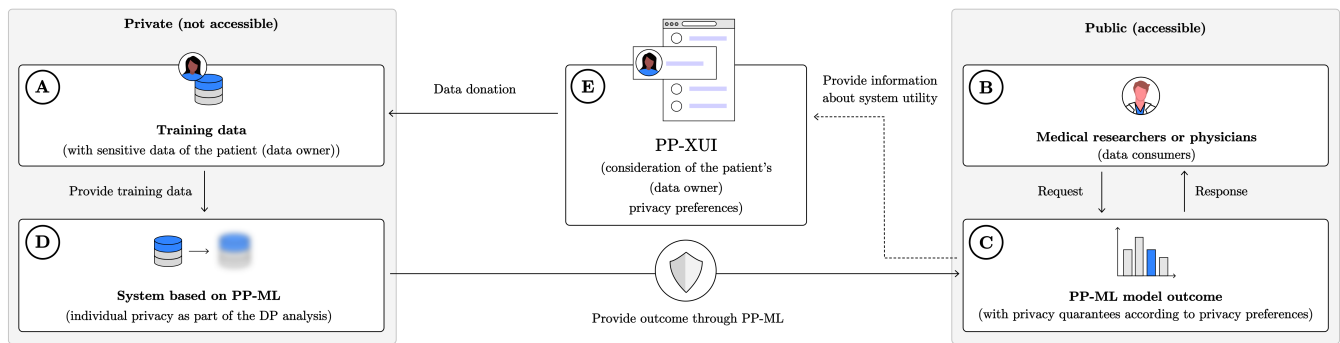 Private (not accessible)
A
Training data
(with sensitive data of the patient (data owner))
Provide training data
D
System based on PP-ML
(individual privacy as part of the DP analysis)
Data donation
E
PP-XUI
(consideration of the patient's
(data owner)
privacy preferences)
Provide outcome through PP-ML
Provide information
about system utility
Public (accessible)
B
Medical researchers or physicians
(data consumers)
Request
Response
C
PP-ML model outcome
(with privacy quarantees according to privacy preferences)